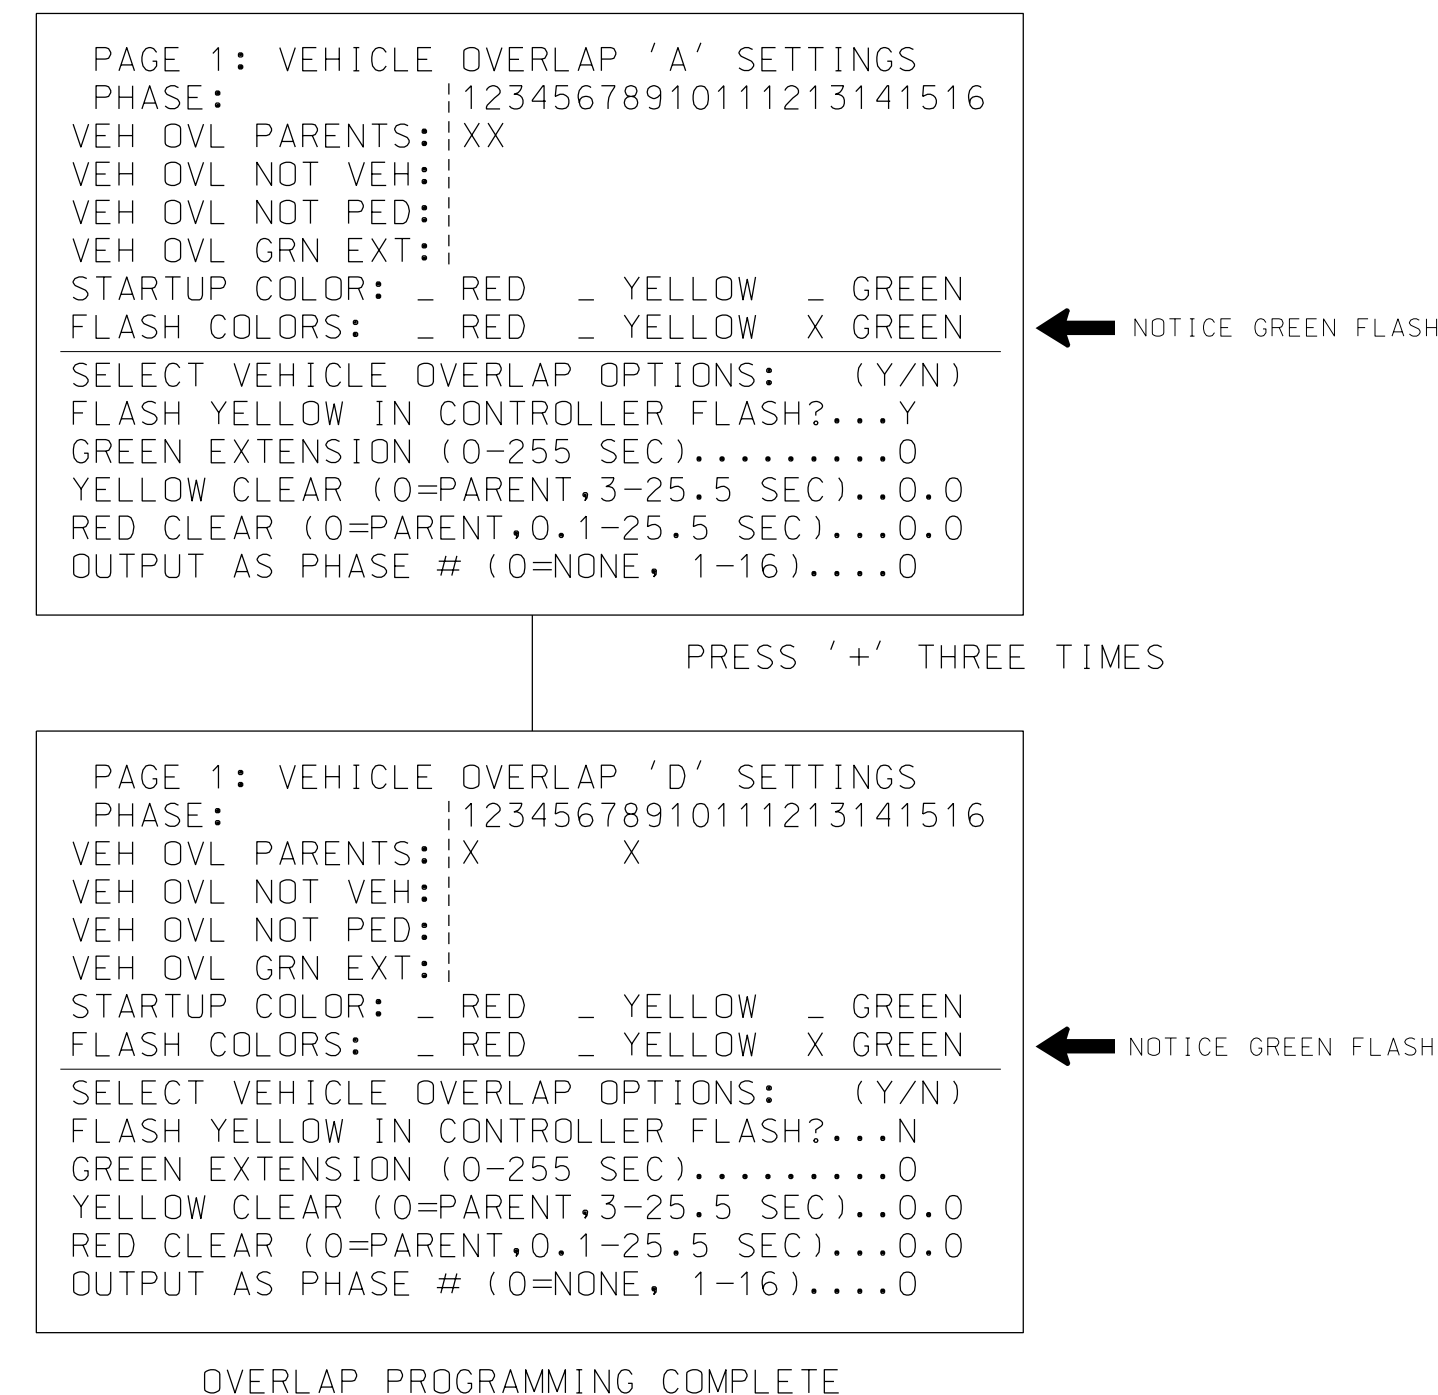 PAGE 1: VEHICLE OVERLAP 'A' SETTINGS
PHASE: 12345678910111213141516
VEH OVL PARENTS: XX
VEH OVL NOT VEH:
VEH OVL NOT PED:
VEH OVL GRN EXT:
STARTUP COLOR: _ RED _ YELLOW _ GREEN
FLASH COLORS: _ RED _ YELLOW X GREEN
NOTICE GREEN FLASH
SELECT VEHICLE OVERLAP OPTIONS: (Y/N)
FLASH YELLOW IN CONTROLLER FLASH?...Y
GREEN EXTENSION (0-255 SEC).........0
YELLOW CLEAR (0=PARENT,3-25.5 SEC)..0.0
RED CLEAR (0=PARENT,0.1-25.5 SEC)...0.0
OUTPUT AS PHASE # (0=NONE, 1-16)....0
PRESS '+' THREE TIMES
PAGE 1: VEHICLE OVERLAP 'D' SETTINGS
PHASE: 12345678910111213141516
VEH OVL PARENTS: X X
VEH OVL NOT VEH:
VEH OVL NOT PED:
VEH OVL GRN EXT:
STARTUP COLOR: _ RED _ YELLOW _ GREEN
FLASH COLORS: _ RED _ YELLOW X GREEN
NOTICE GREEN FLASH
SELECT VEHICLE OVERLAP OPTIONS: (Y/N)
FLASH YELLOW IN CONTROLLER FLASH?...N
GREEN EXTENSION (0-255 SEC).........0
YELLOW CLEAR (0=PARENT,3-25.5 SEC)..0.0
RED CLEAR (0=PARENT,0.1-25.5 SEC)...0.0
OUTPUT AS PHASE # (0=NONE, 1-16)....0
OVERLAP PROGRAMMING COMPLETE